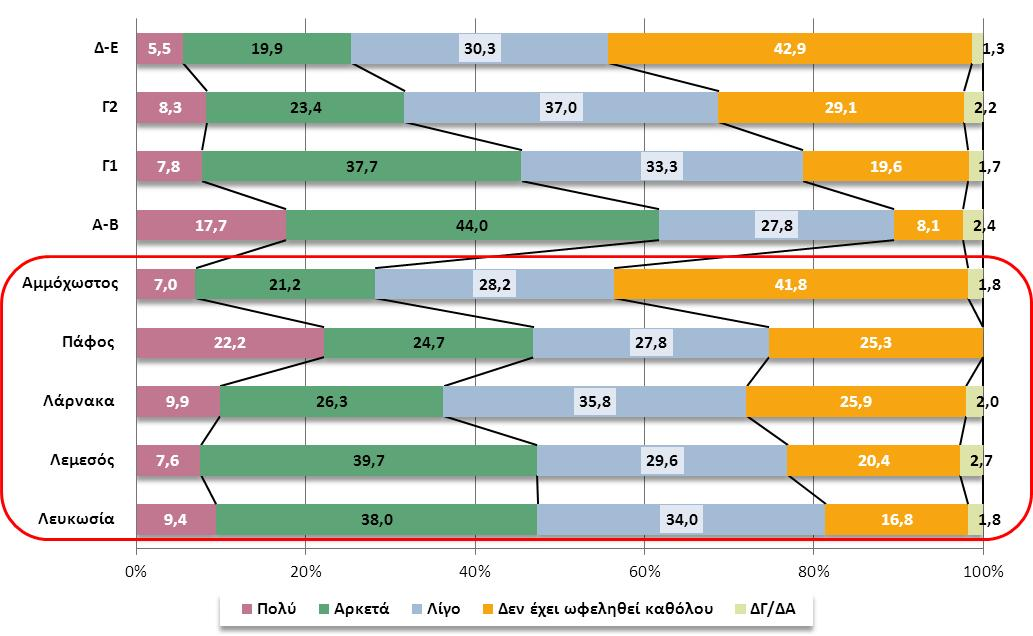 Δ-Ε 5,5 19,9 30,3 42,9 1,3
Γ2 8,3 23,4 37,0 29,1 2,2
Γ1 7,8 37,7 33,3 19,6 1,7
Α-Β 17,7 44,0 27,8 8,1 2,4
Αμμόχωστος 7,0 21,2 28,2 41,8 1,8
Πάφος 22,2 24,7 27,8 25,3
Λάρνακα 9,9 26,3 35,8 25,9 2,0
Λεμεσός 7,6 39,7 29,6 20,4 2,7
Λευκωσία 9,4 38,0 34,0 16,8 1,8
0% 20% 40% 60% 80% 100%
Πολύ Αρκετά Λίγο Δεν έχει ωφεληθεί καθόλου ΔΓ/ΔΑ